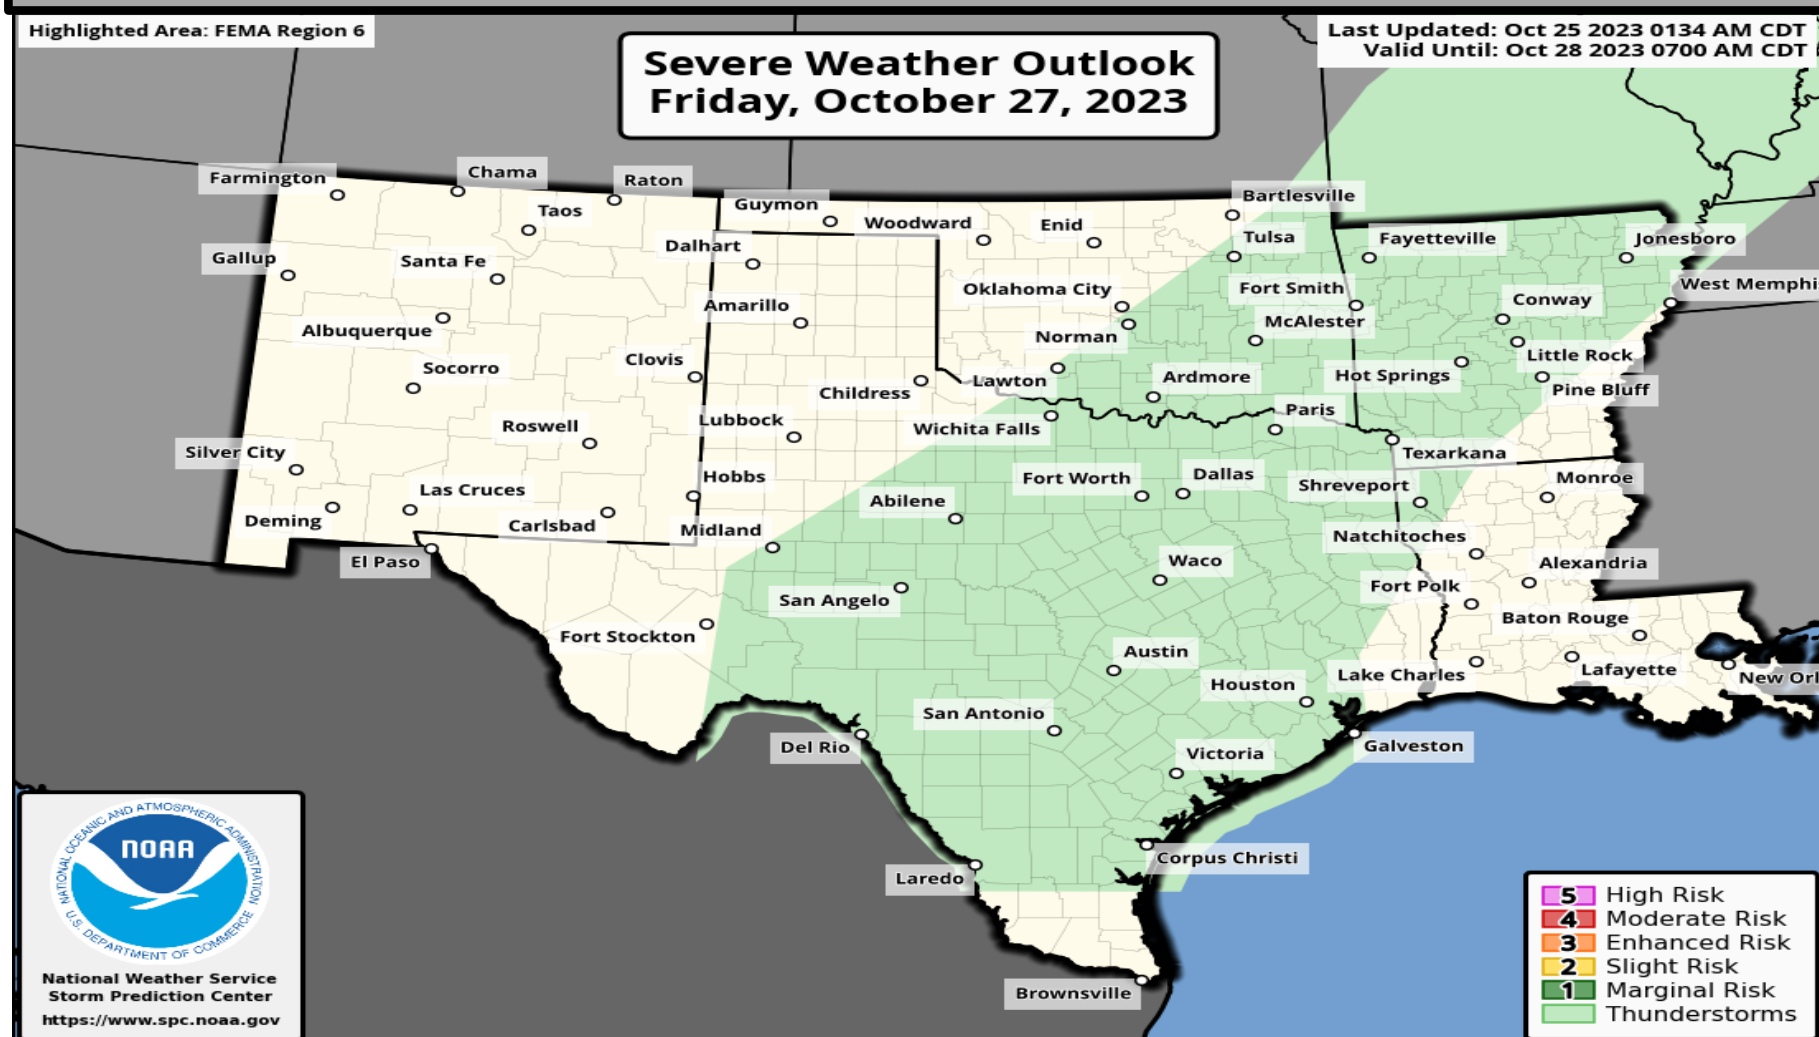 Highlighted Area: FEMA Region 6
Last Updated: Oct 25 2023 0134 AM CDT
Valid Until: Oct 28 2023 0700 AM CDT
Severe Weather Outlook
Friday, October 27, 2023
Farmington
Chama
Raton
Taos
Guymon
Woodward
Enid
Bartlesville
Tulsa
Fayetteville
Jonesboro
Gallup
Santa Fe
Dalhart
Oklahoma City
Fort Smith
Conway
West Memphi
Albuquerque
Amarillo
Norman
McAlester
Little Rock
Socorro
Clovis
Childress
Lawton
Ardmore
Hot Springs
Pine Buff
Roswell
Lubbock
Wichita Falls
Paris
Texarkana
Silver City
Las Cruces
Hobbs
Abilene
Fort Worth
Dallas
Shreveport
Monroe
Deming
Carlsbad
Midland
Natchitoches
El Paso
San Angelo
Waco
Fort Polk
Alexandria
Fort Stockton
Austin
Baton Rouge
Houston
Lake Charles
Lafayette
New Orl
San Antonio
Del Rio
Victoria
Galveston
Laredo
Corpus Christi
Brownsville
NATIONAL OCEANIC AND ATMOSPHERIC ADMINISTRATION
NOAA
U.S. DEPARTMENT OF COMMERCE
National Weather Service
Storm Prediction Center
https://www.spc.noaa.gov
5 High Risk
4 Moderate Risk
3 Enhanced Risk
2 Slight Risk
1 Marginal Risk
Thunderstorms